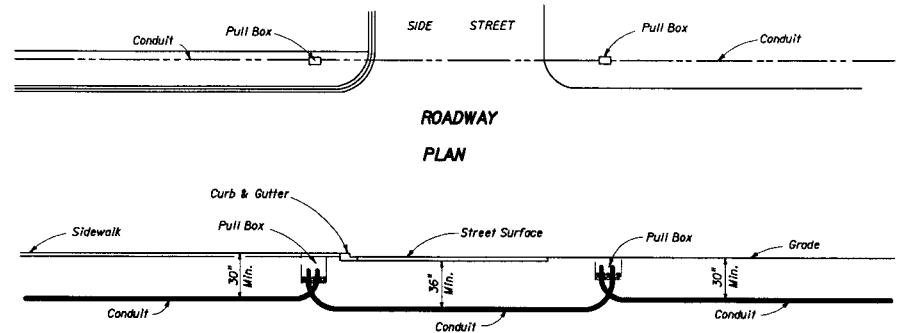 SIDE STREET
Conduit
Pull Box
Pull Box
Conduit
ROADWAY
PLAN
Curb & Gutter
Sidewalk
Pull Box
Street Surface
Pull Box
Grade
30" Min.
36" Min.
30" Min.
Conduit
Conduit
Conduit